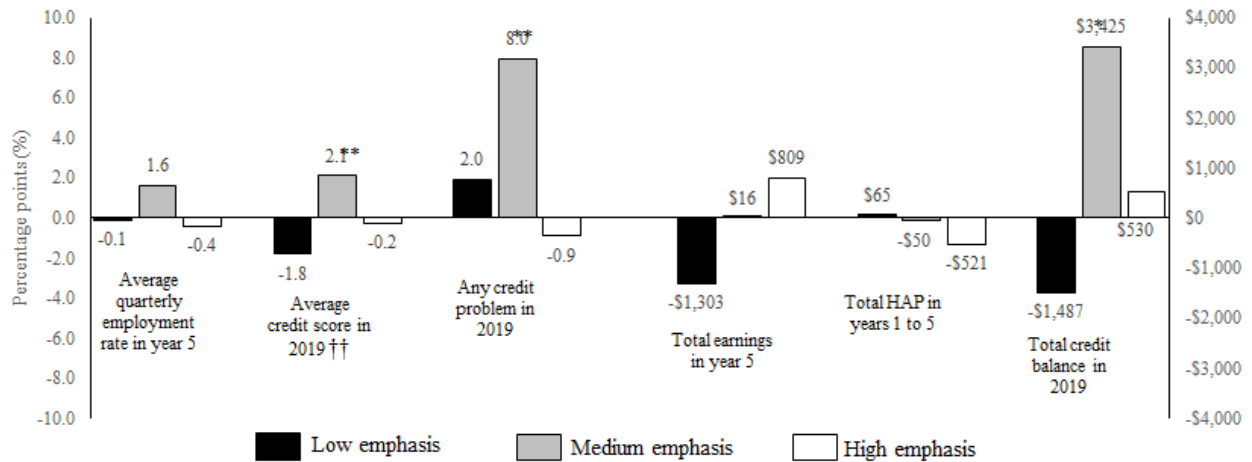 10.0
8.0
6.0
4.0
2.0
0.0
-2.0
-4.0
-6.0
-8.0
-10.0
Percentage points (%)
$4,000
$3,000
$2,000
$1,000
$0
-$1,000
-$2,000
-$3,000
-$4,000
-0.1
1.6
-0.4
Average
quarterly
employment
rate in year 5
-1.8
2.1**
-0.2
Average
credit score in
2019 ††
2.0
8.0**
-0.9
Any credit
problem in
2019
-$1,303
$16
$809
Total earnings
in year 5
$65
-$50
-$521
Total HAP in
years 1 to 5
-$1,487
$3,425*
$530
Total credit
balance in
2019
Low emphasis
Medium emphasis
High emphasis